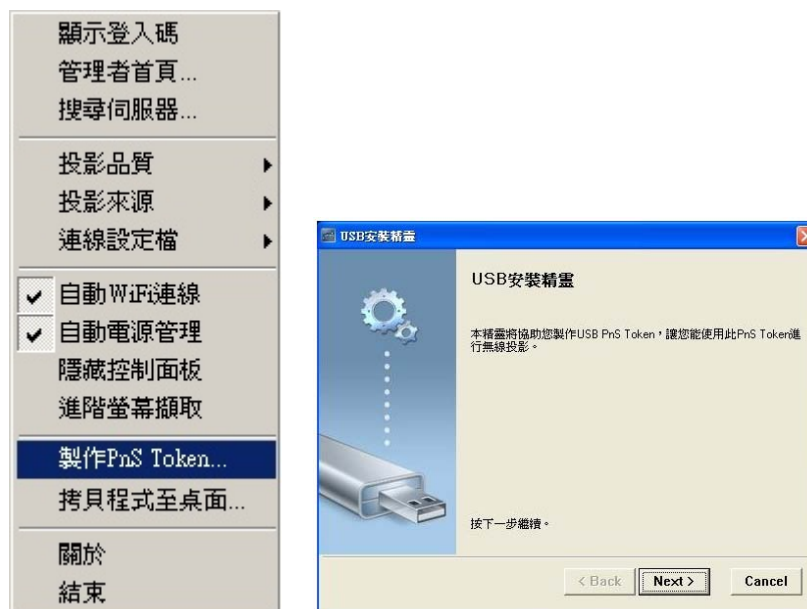 顯示登入碼
管理者首頁...
搜尋伺服器...
投影品質
投影來源
連線設定檔
自動WiFi連線
自動電源管理
隱藏控制面板
進階螢幕擷取
製作PnS Token...
拷貝程式至桌面...
關於
結束
USB安裝精靈
USB安裝精靈
本精靈將協助您製作USB PnS Token，讓您能使用此PnS Token進
行無線投影。
按下一步繼續。
< Back
Next >
Cancel